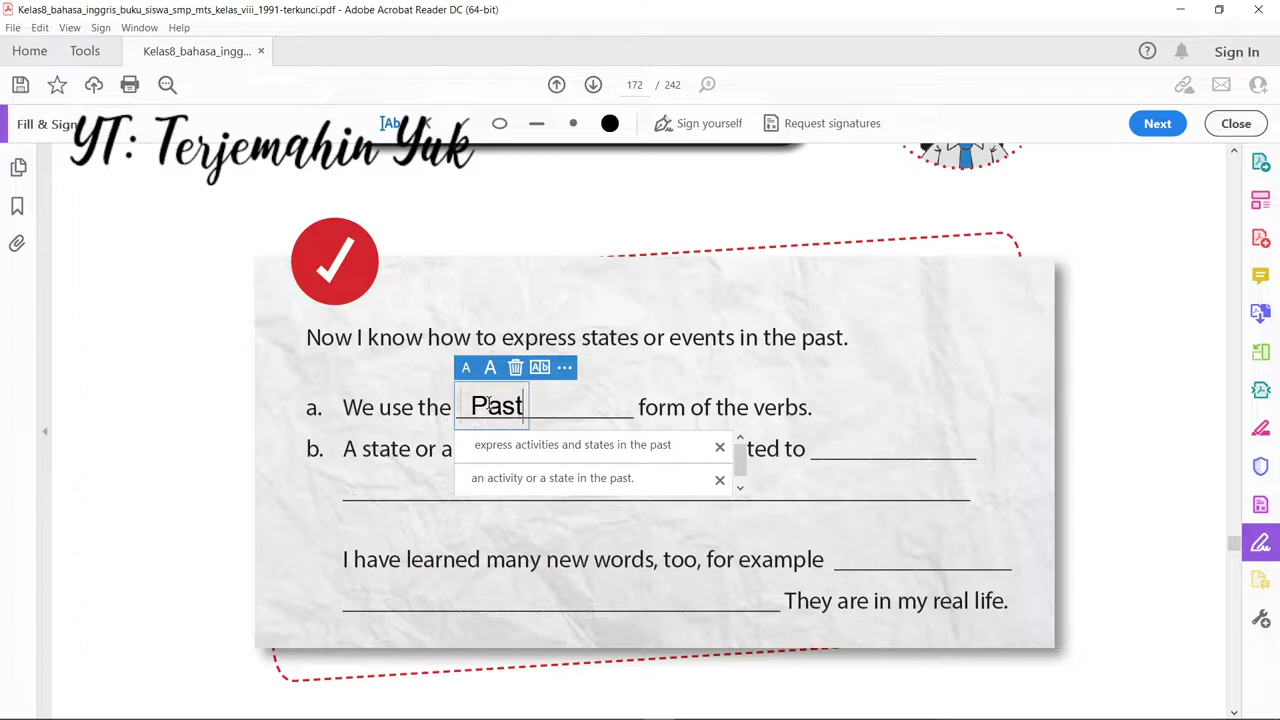 Kelas8_bahasa_inggris_buku_siswa_smp_mts_kelas_viii_1991-terkunci.pdf - Adobe Acrobat Reader DC (64-bit)
File Edit View Sign Window Help
Home Tools Kelas8_bahasa_ingg... Sign In
172 / 242
Fill & Sign Ab Sign yourself Request signatures Next Close
YT: Terjemahin Yuk
Now I know how to express states or events in the past.
A A Ab
a. We use the Past form of the verbs.
express activities and states in the past
b. A state or a ted to
an activity or a state in the past.
I have learned many new words, too, for example
They are in my real life.